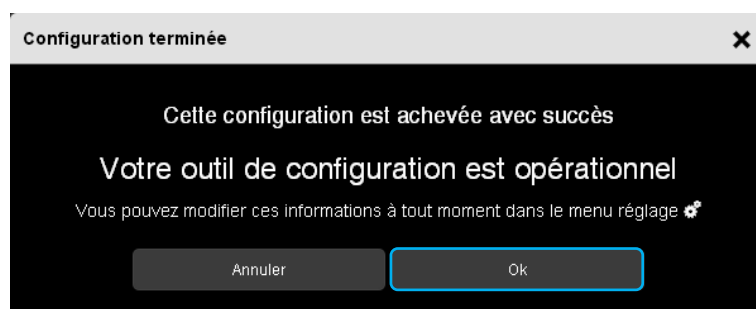 Configuration terminée
Cette configuration est achevée avec succès
Votre outil de configuration est opérationnel
Vous pouvez modifier ces informations à tout moment dans le menu réglage
Annuler
Ok